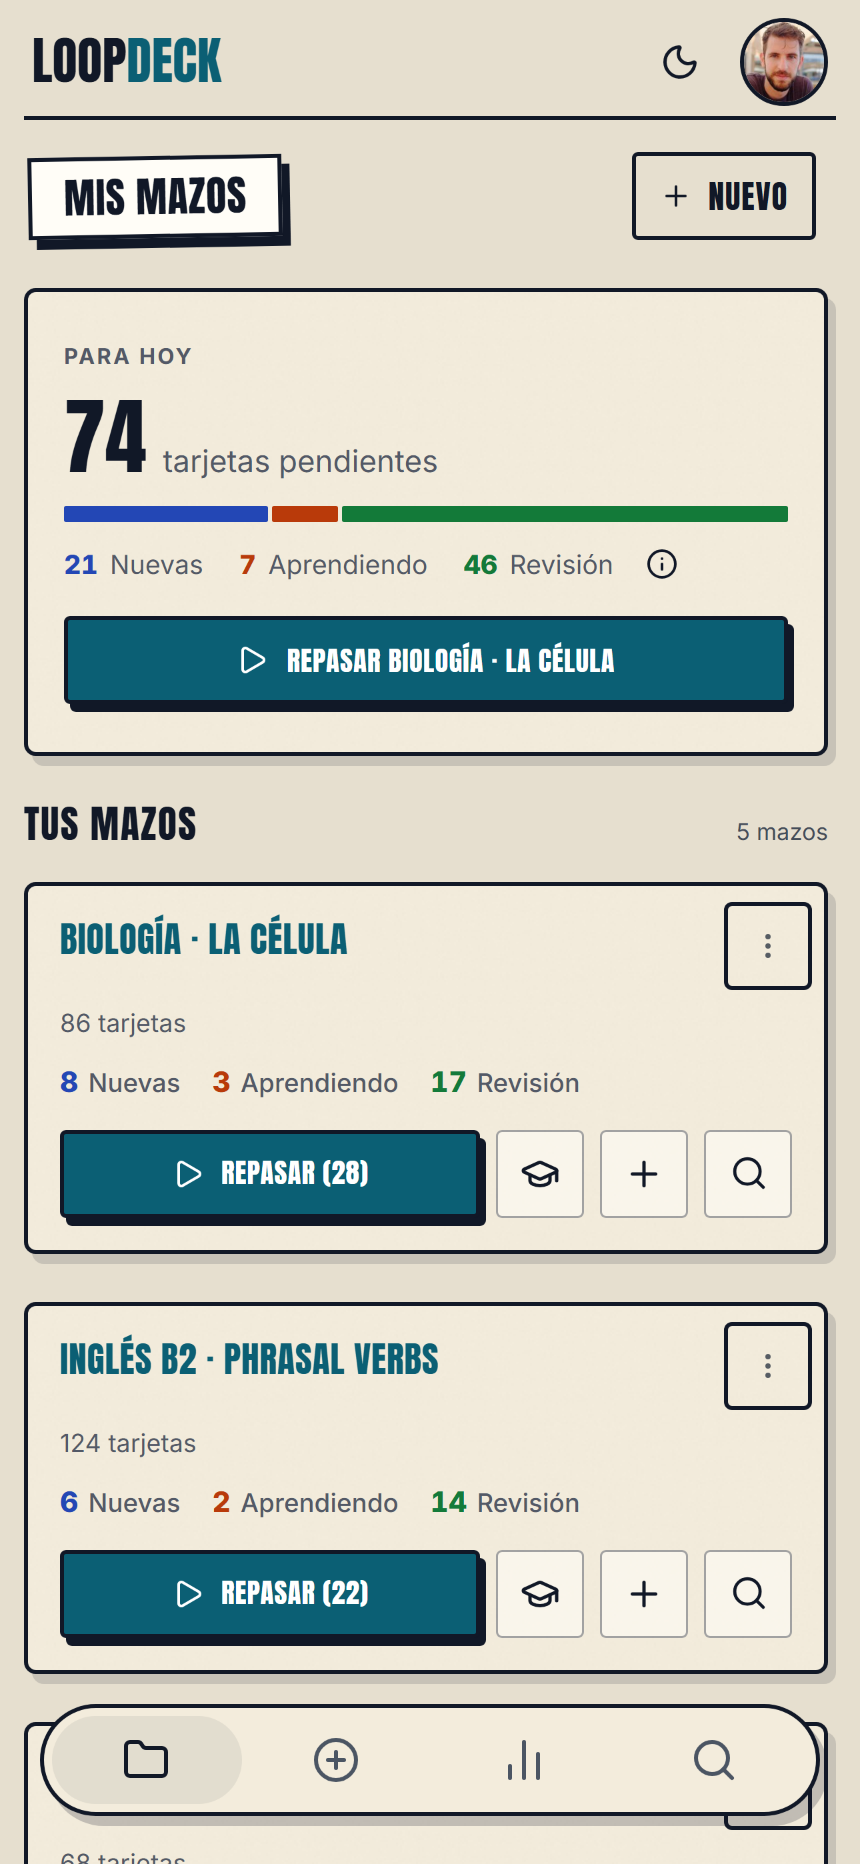 LOOPDECK
MIS MAZOS
NUEVO
PARA HOY
74 tarjetas pendientes
21 Nuevas 7 Aprendiendo 46 Revisión
REPASAR BIOLOGÍA · LA CÉLULA
TUS MAZOS
5 mazos
BIOLOGÍA · LA CÉLULA
86 tarjetas
8 Nuevas 3 Aprendiendo 17 Revisión
REPASAR (28)
INGLÉS B2 · PHRASAL VERBS
124 tarjetas
6 Nuevas 2 Aprendiendo 14 Revisión
REPASAR (22)
68 tarjetas